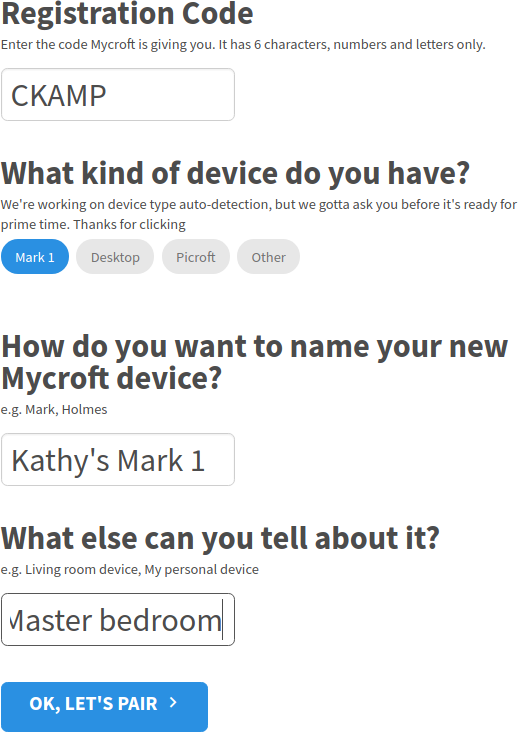 Registration Code
Enter the code Mycroft is giving you. It has 6 characters, numbers and letters only.
CKAMP
What kind of device do you have?
We're working on device type auto-detection, but we gotta ask you before it's ready for
prime time. Thanks for clicking
Mark 1 Desktop Picroft Other
How do you want to name your new
Mycroft device?
e.g. Mark, Holmes
Kathy's Mark 1
What else can you tell about it?
e.g. Living room device, My personal device
Master bedroom
OK, LET'S PAIR >